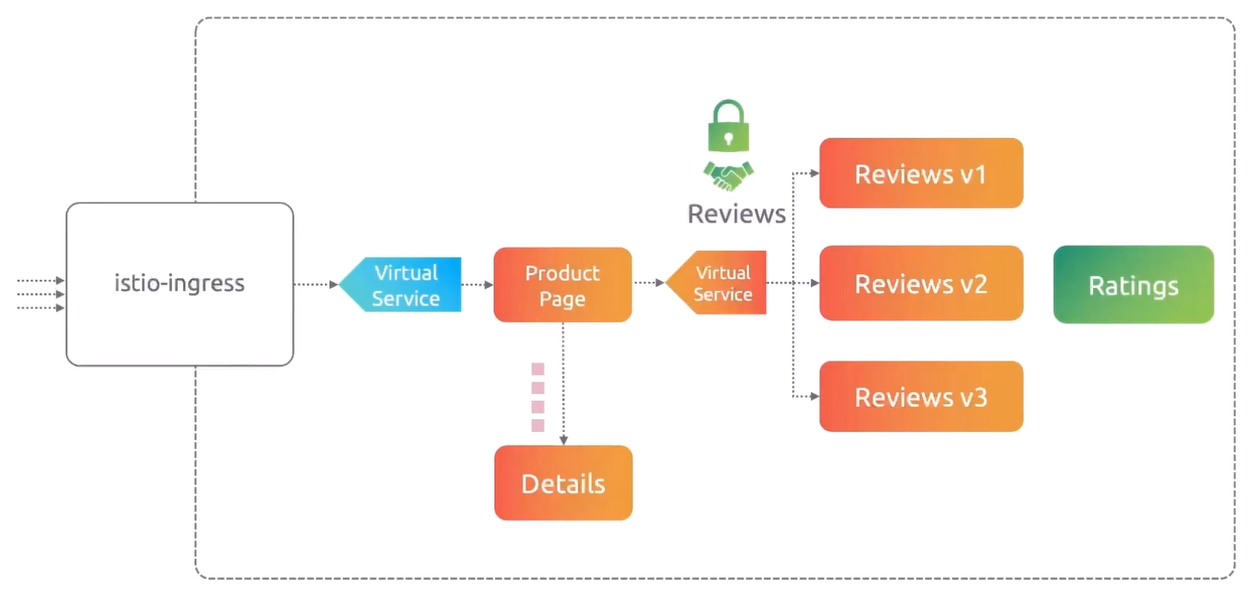 istio-ingress
Virtual
Service
Product
Page
Details
Reviews
Virtual
Service
Reviews v1
Reviews v2
Reviews v3
Ratings